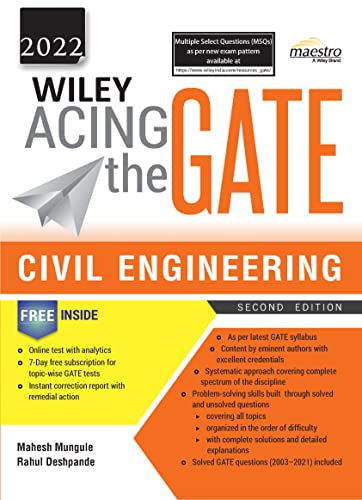 2022
Multiple Select Questions (MSQs)
as per new exam pattern
available at
https://www.wileyindia.com/resources_gate/
maestro
A Wiley Brand
WILEY
ACING
the
GATE
CIVIL ENGINEERING
SECOND EDITION
FREE INSIDE
Online test with analytics
7-Day free subscription for
topic-wise GATE tests
Instant correction report with
remedial action
Mahesh Mungule
Rahul Deshpande
As per latest GATE syllabus
Content by eminent authors with
excellent credentials
Systematic approach covering complete
spectrum of the discipline
Problem-solving skills built through solved
and unsolved questions
covering all topics
organized in the order of difficulty
with complete solutions and detailed
explanations
Solved GATE questions (2003–2021) included